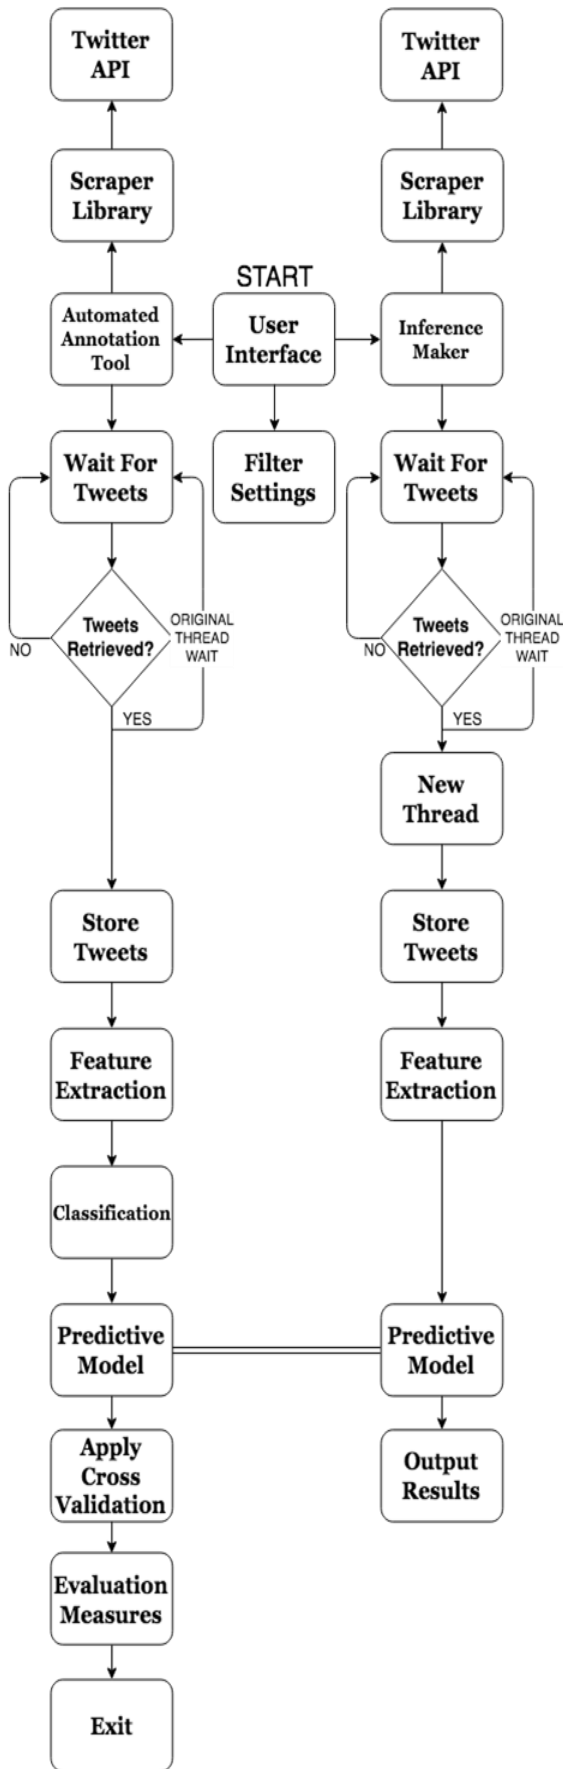 Twitter
API
Twitter
API
Scraper
Library
Scraper
Library
START
Automated
Annotation
Tool
User
Interface
Inference
Maker
Wait For
Tweets
Filter
Settings
Wait For
Tweets
Tweets
Retrieved?
NO
YES
ORIGINAL
THREAD
WAIT
Tweets
Retrieved?
NO
YES
ORIGINAL
THREAD
WAIT
New
Thread
Store
Tweets
Store
Tweets
Feature
Extraction
Feature
Extraction
Classification
Predictive
Model
Predictive
Model
Apply
Cross
Validation
Output
Results
Evaluation
Measures
Exit